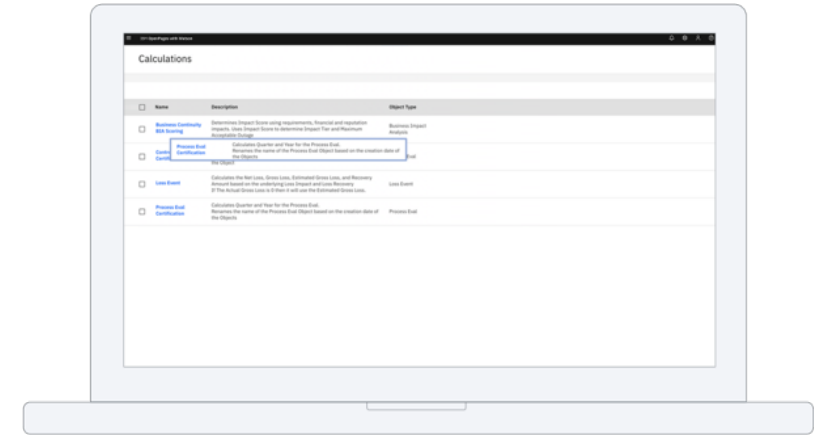 IBM OpenPages with Watson
Calculations
Name Description Object Type
Business Continuity
BIA Scoring
Determines Impact Score using requirements, financial and reputation
impacts. Uses Impact Score to determine Impact Tier and Maximum
Acceptable Outage
Business Impact
Analysis
Process Eval
Certification
Calculates Quarter and Year for the Process Eval.
Renames the name of the Process Eval Object based on the creation date of
the Objects
the Object
Eval
Loss Event
Calculates the Net Loss, Gross Loss, Estimated Gross Loss, and Recovery
Amount based on the underlying Loss Impact and Loss Recovery
If The Actual Gross Loss is 0 then it will use the Estimated Gross Loss.
Loss Event
Process Eval
Certification
Calculates Quarter and Year for the Process Eval.
Renames the name of the Process Eval Object based on the creation date of
the Objects
Process Eval